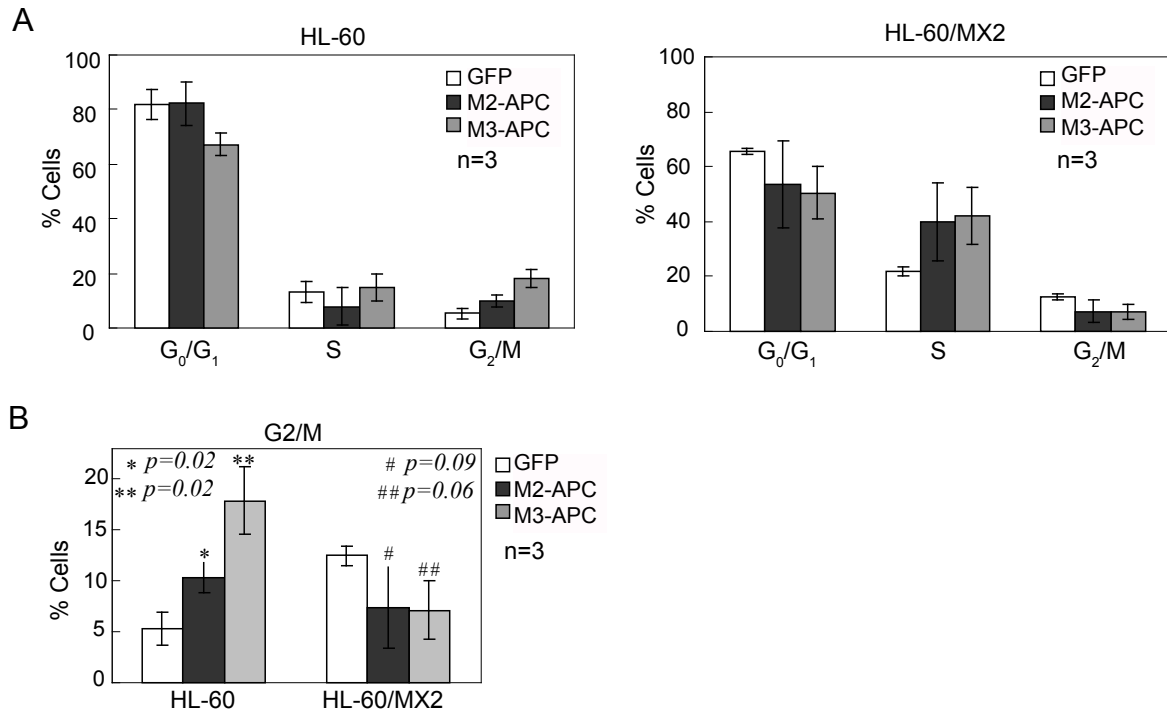 A
HL-60
% Cells
100
80
60
40
20
0
GFP
M2-APC
M3-APC
n=3
G₀/G₁
S
G₂/M
HL-60/MX2
% Cells
100
80
60
40
20
0
GFP
M2-APC
M3-APC
n=3
G₀/G₁
S
G₂/M
B
G2/M
% Cells
20
15
10
5
0
* p=0.02
** p=0.02
**
*
# p=0.09
## p=0.06
#
##
GFP
M2-APC
M3-APC
n=3
HL-60
HL-60/MX2